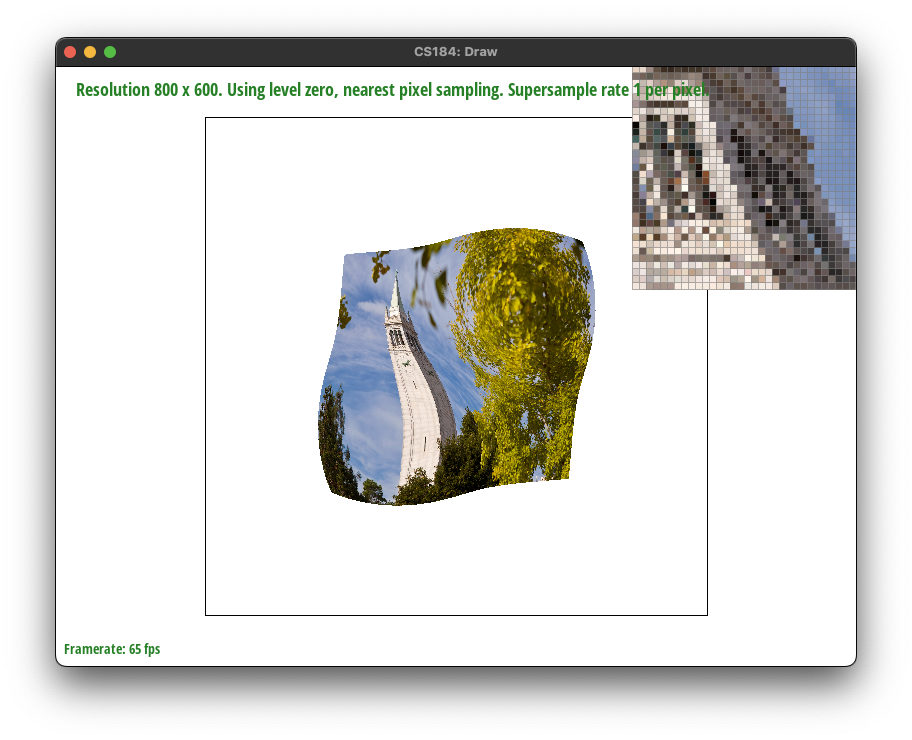 CS184: Draw
Resolution 800 x 600. Using level zero, nearest pixel sampling. Supersample rate 1 per pixel.
Framerate: 65 fps